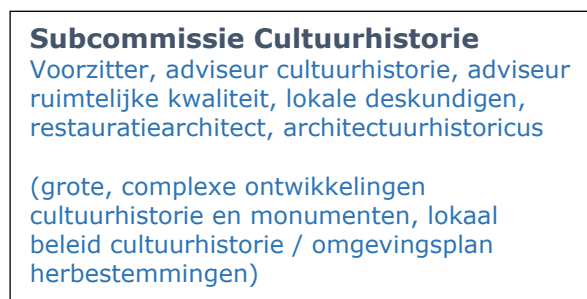 Subcommissie Cultuurhistorie
Voorzitter, adviseur cultuurhistorie, adviseur
ruimtelijke kwaliteit, lokale deskundigen,
restauratiearchitect, architectuurhistoricus
(grote, complexe ontwikkelingen
cultuurhistorie en monumenten, lokaal
beleid cultuurhistorie / omgevingsplan
herbestemmingen)